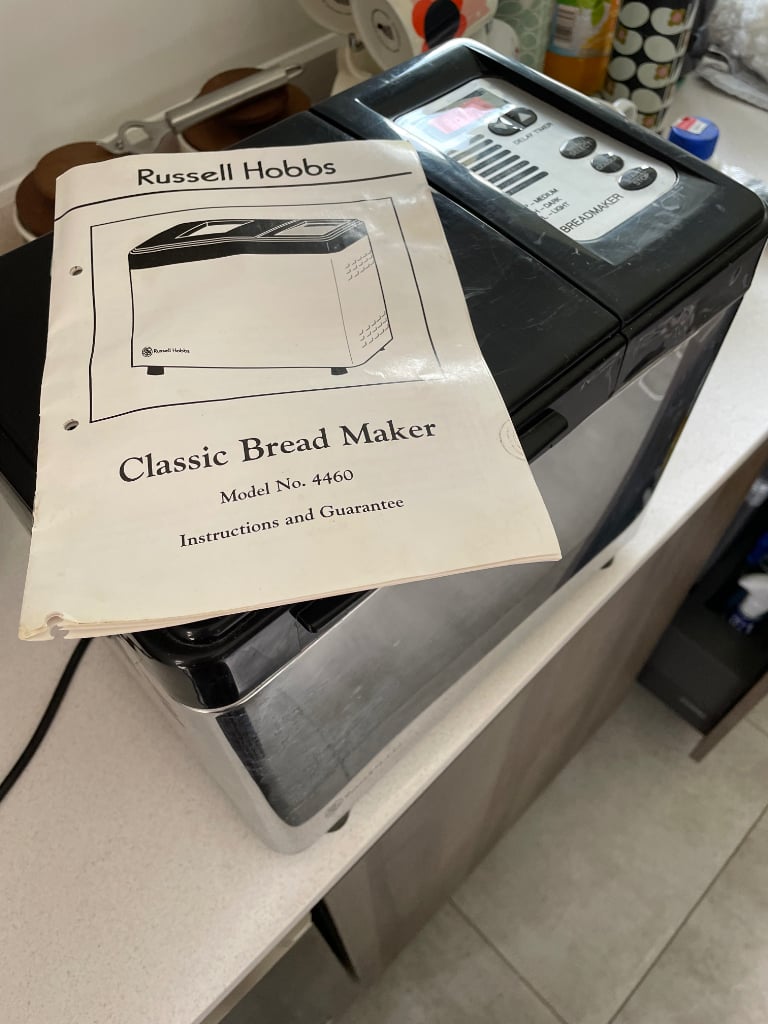 Russell Hobbs
Russell Hobbs
Classic Bread Maker
Model No. 4460
Instructions and Guarantee
DELAY TIMER
- MEDIUM
- DARK
- LIGHT
BREADMAKER